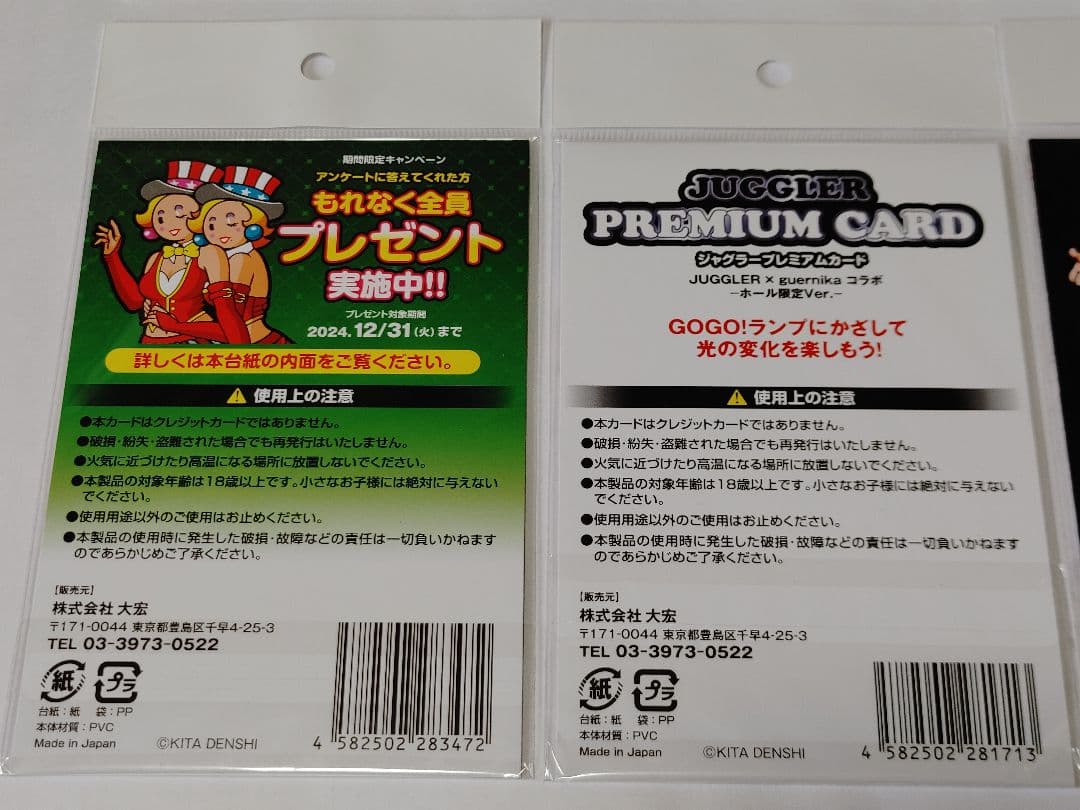 期間限定キャンペーン
アンケートに答えてくれた方
もれなく全員
プレゼント
実施中!!
プレゼント対象期間
2024.12/31(火)まで
詳しくは本台紙の内面をご覧ください。
使用上の注意
●本カードはクレジットカードではありません。
●破損・紛失・盗難された場合でも再発行はいたしません。
●火気に近づけたり高温になる場所に放置しないでください。
●本製品の対象年齢は18歳以上です。小さなお子様には絶対に与えない
でください。
●使用用途以外のご使用はお止めください。
●本製品の使用時に発生した破損・故障などの責任は一切負いかねます
のであらかじめご了承ください。
【販売元】
株式会社 大宏
〒171-0044 東京都豊島区千早4-25-3
TEL 03-3973-0522
紙 プラ
台紙:紙 袋:PP
本体材質:PVC
Made in Japan ©KITA DENSHI
4 582502 283472
JUGGLER
PREMIUM CARD
ジャグラープレミアムカード
JUGGLER × guernika コラボ
-ホール限定Ver.-
GOGO!ランプにかざして
光の変化を楽しもう!
使用上の注意
●本カードはクレジットカードではありません。
●破損・紛失・盗難された場合でも再発行はいたしません。
●火気に近づけたり高温になる場所に放置しないでください。
●本製品の対象年齢は18歳以上です。小さなお子様には絶対に与えない
でください。
●使用用途以外のご使用はお止めください。
●本製品の使用時に発生した破損・故障などの責任は一切負いかねます
のであらかじめご了承ください。
【販売元】
株式会社 大宏
〒171-0044 東京都豊島区千早4-25-3
TEL 03-3973-0522
紙 プラ
台紙:紙 袋:PP
本体材質:PVC
Made in Japan ©KITA DENSHI
4 582502 281713